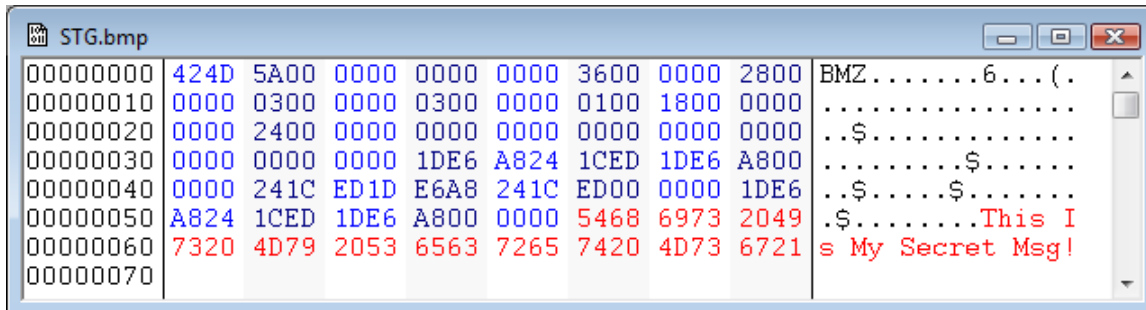 STG.bmp
00000000 424D 5A00 0000 0000 0000 3600 0000 2800 BMZ.......6...(.
00000010 0000 0300 0000 0300 0000 0100 1800 0000 ................
00000020 0000 2400 0000 0000 0000 0000 0000 0000 ..$.............
00000030 0000 0000 0000 1DE6 A824 1CED 1DE6 A800 .........$......
00000040 0000 241C ED1D E6A8 241C ED00 0000 1DE6 ..$.....$.......
00000050 A824 1CED 1DE6 A800 0000 5468 6973 2049 .$........This I
00000060 7320 4D79 2053 6563 7265 7420 4D73 6721 s My Secret Msg!
00000070